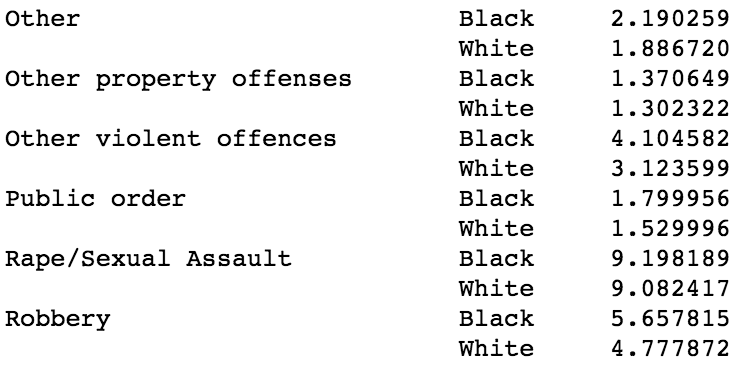 Other Black 2.190259
White 1.886720
Other property offenses Black 1.370649
White 1.302322
Other violent offences Black 4.104582
White 3.123599
Public order Black 1.799956
White 1.529996
Rape/Sexual Assault Black 9.198189
White 9.082417
Robbery Black 5.657815
White 4.777872